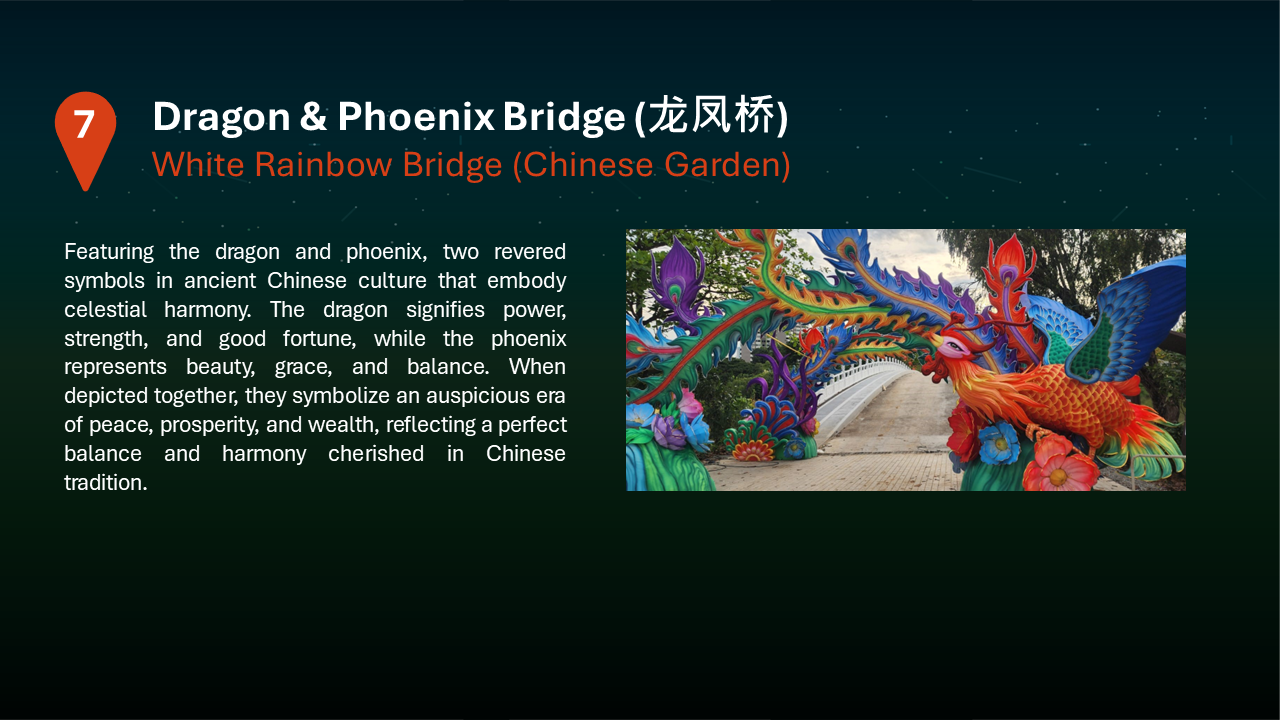 7
Dragon & Phoenix Bridge (龙凤桥)
White Rainbow Bridge (Chinese Garden)
Featuring the dragon and phoenix, two revered
symbols in ancient Chinese culture that embody
celestial harmony. The dragon signifies power,
strength, and good fortune, while the phoenix
represents beauty, grace, and balance. When
depicted together, they symbolize an auspicious era
of peace, prosperity, and wealth, reflecting a perfect
balance and harmony cherished in Chinese
tradition.